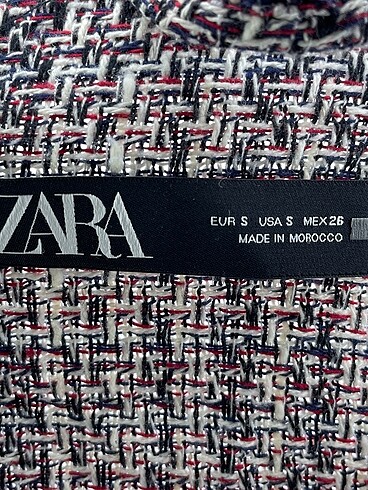 ZARA
EUR S USA S MEX 26
MADE IN MOROCCO